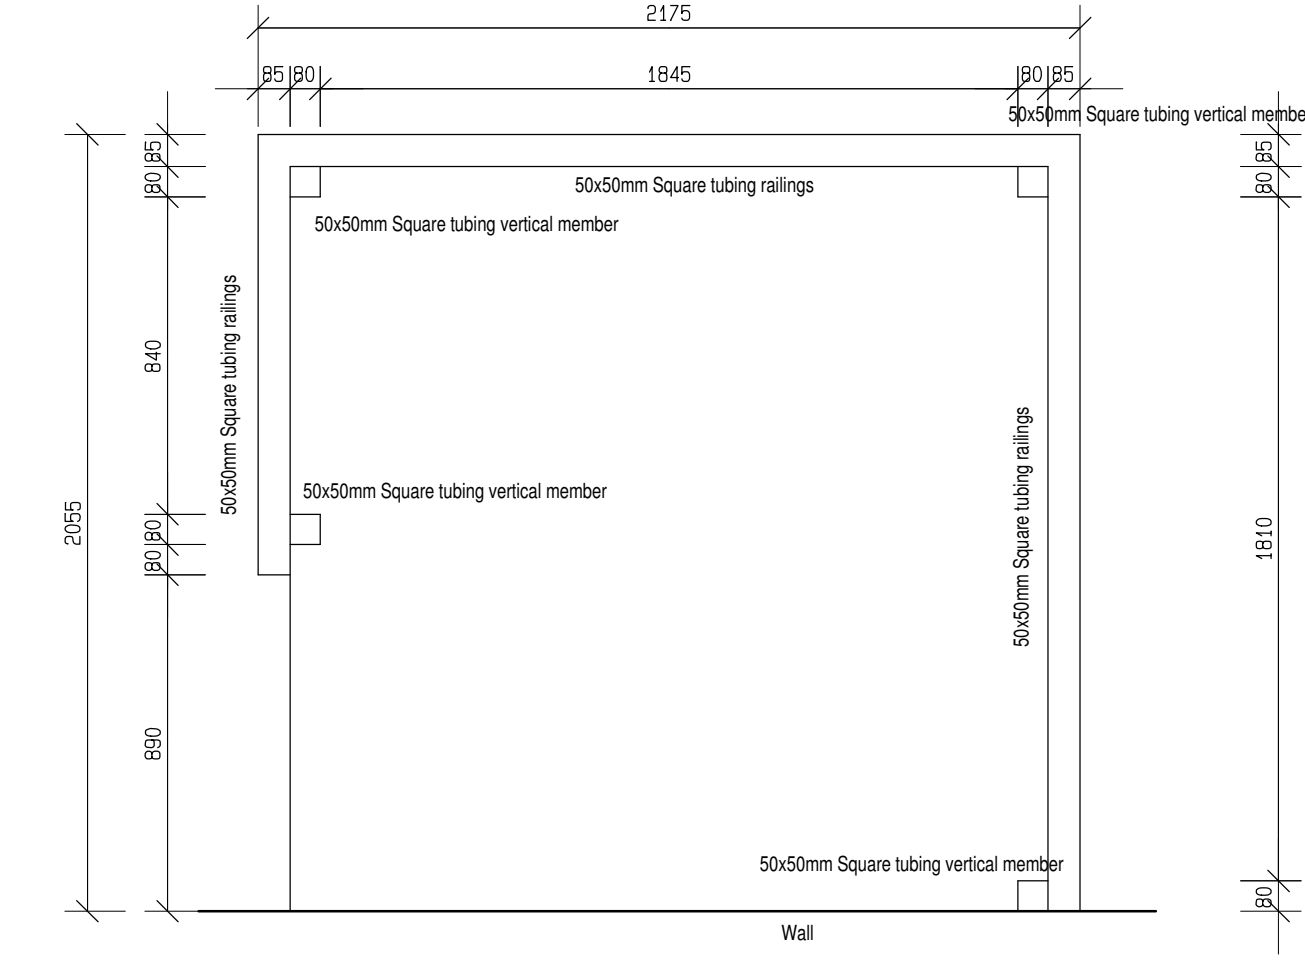 2175
85
80
1845
80
85
50x50mm Square tubing vertical membe
85
80
50x50mm Square tubing railings
85
80
50x50mm Square tubing vertical member
50x50mm Square tubing railings
840
50x50mm Square tubing railings
50x50mm Square tubing vertical member
2055
80
80
1810
890
50x50mm Square tubing vertical member
80
Wall